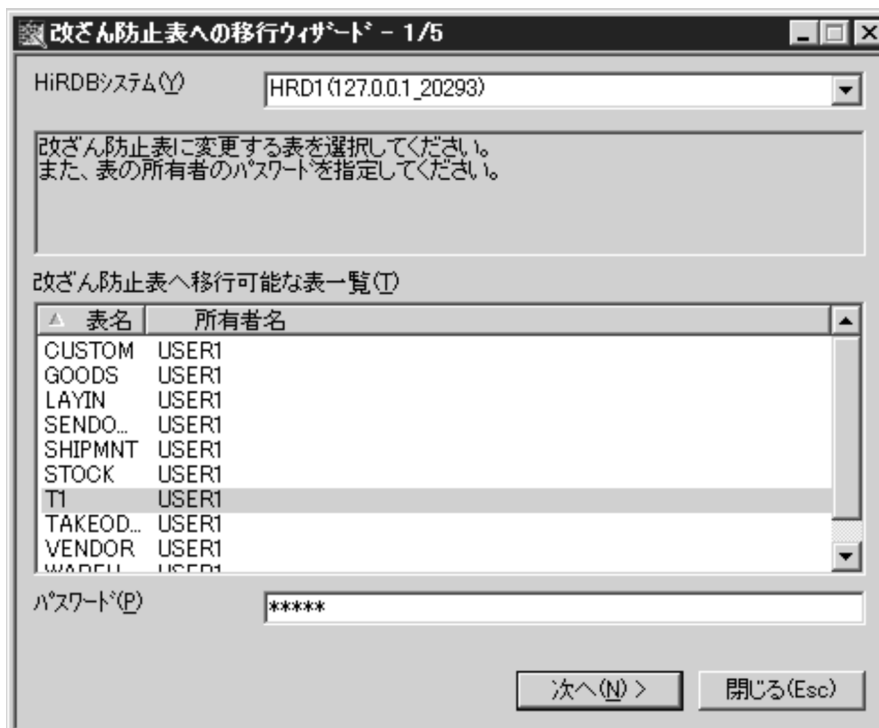 改ざん防止表への移行ｳｨｻﾞｰﾄﾞ - 1/5
HiRDBｼｽﾃﾑ(Y)
HRD1(127.0.0.1_20293)
改ざん防止表に変更する表を選択してください。
また、表の所有者のﾊﾟｽﾜｰﾄﾞを指定してください。
改ざん防止表へ移行可能な表一覧(T)
表名 所有者名
CUSTOM USER1
GOODS USER1
LAYIN USER1
SENDO... USER1
SHIPMNT USER1
STOCK USER1
T1 USER1
TAKEOD... USER1
VENDOR USER1
USER1
ﾊﾟｽﾜｰﾄﾞ(P)
*****
次へ(N) >
閉じる(Esc)